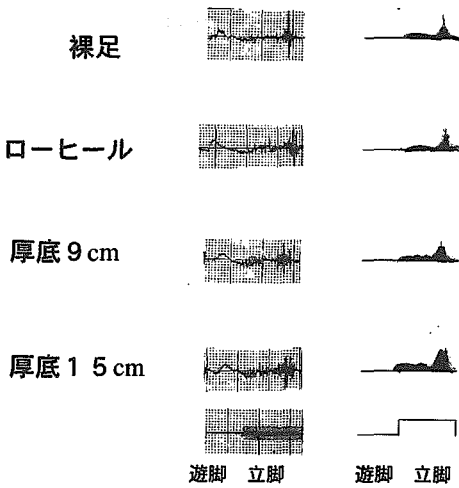 裸足
ローヒール
厚底9cm
厚底15cm
遊脚 立脚 遊脚 立脚